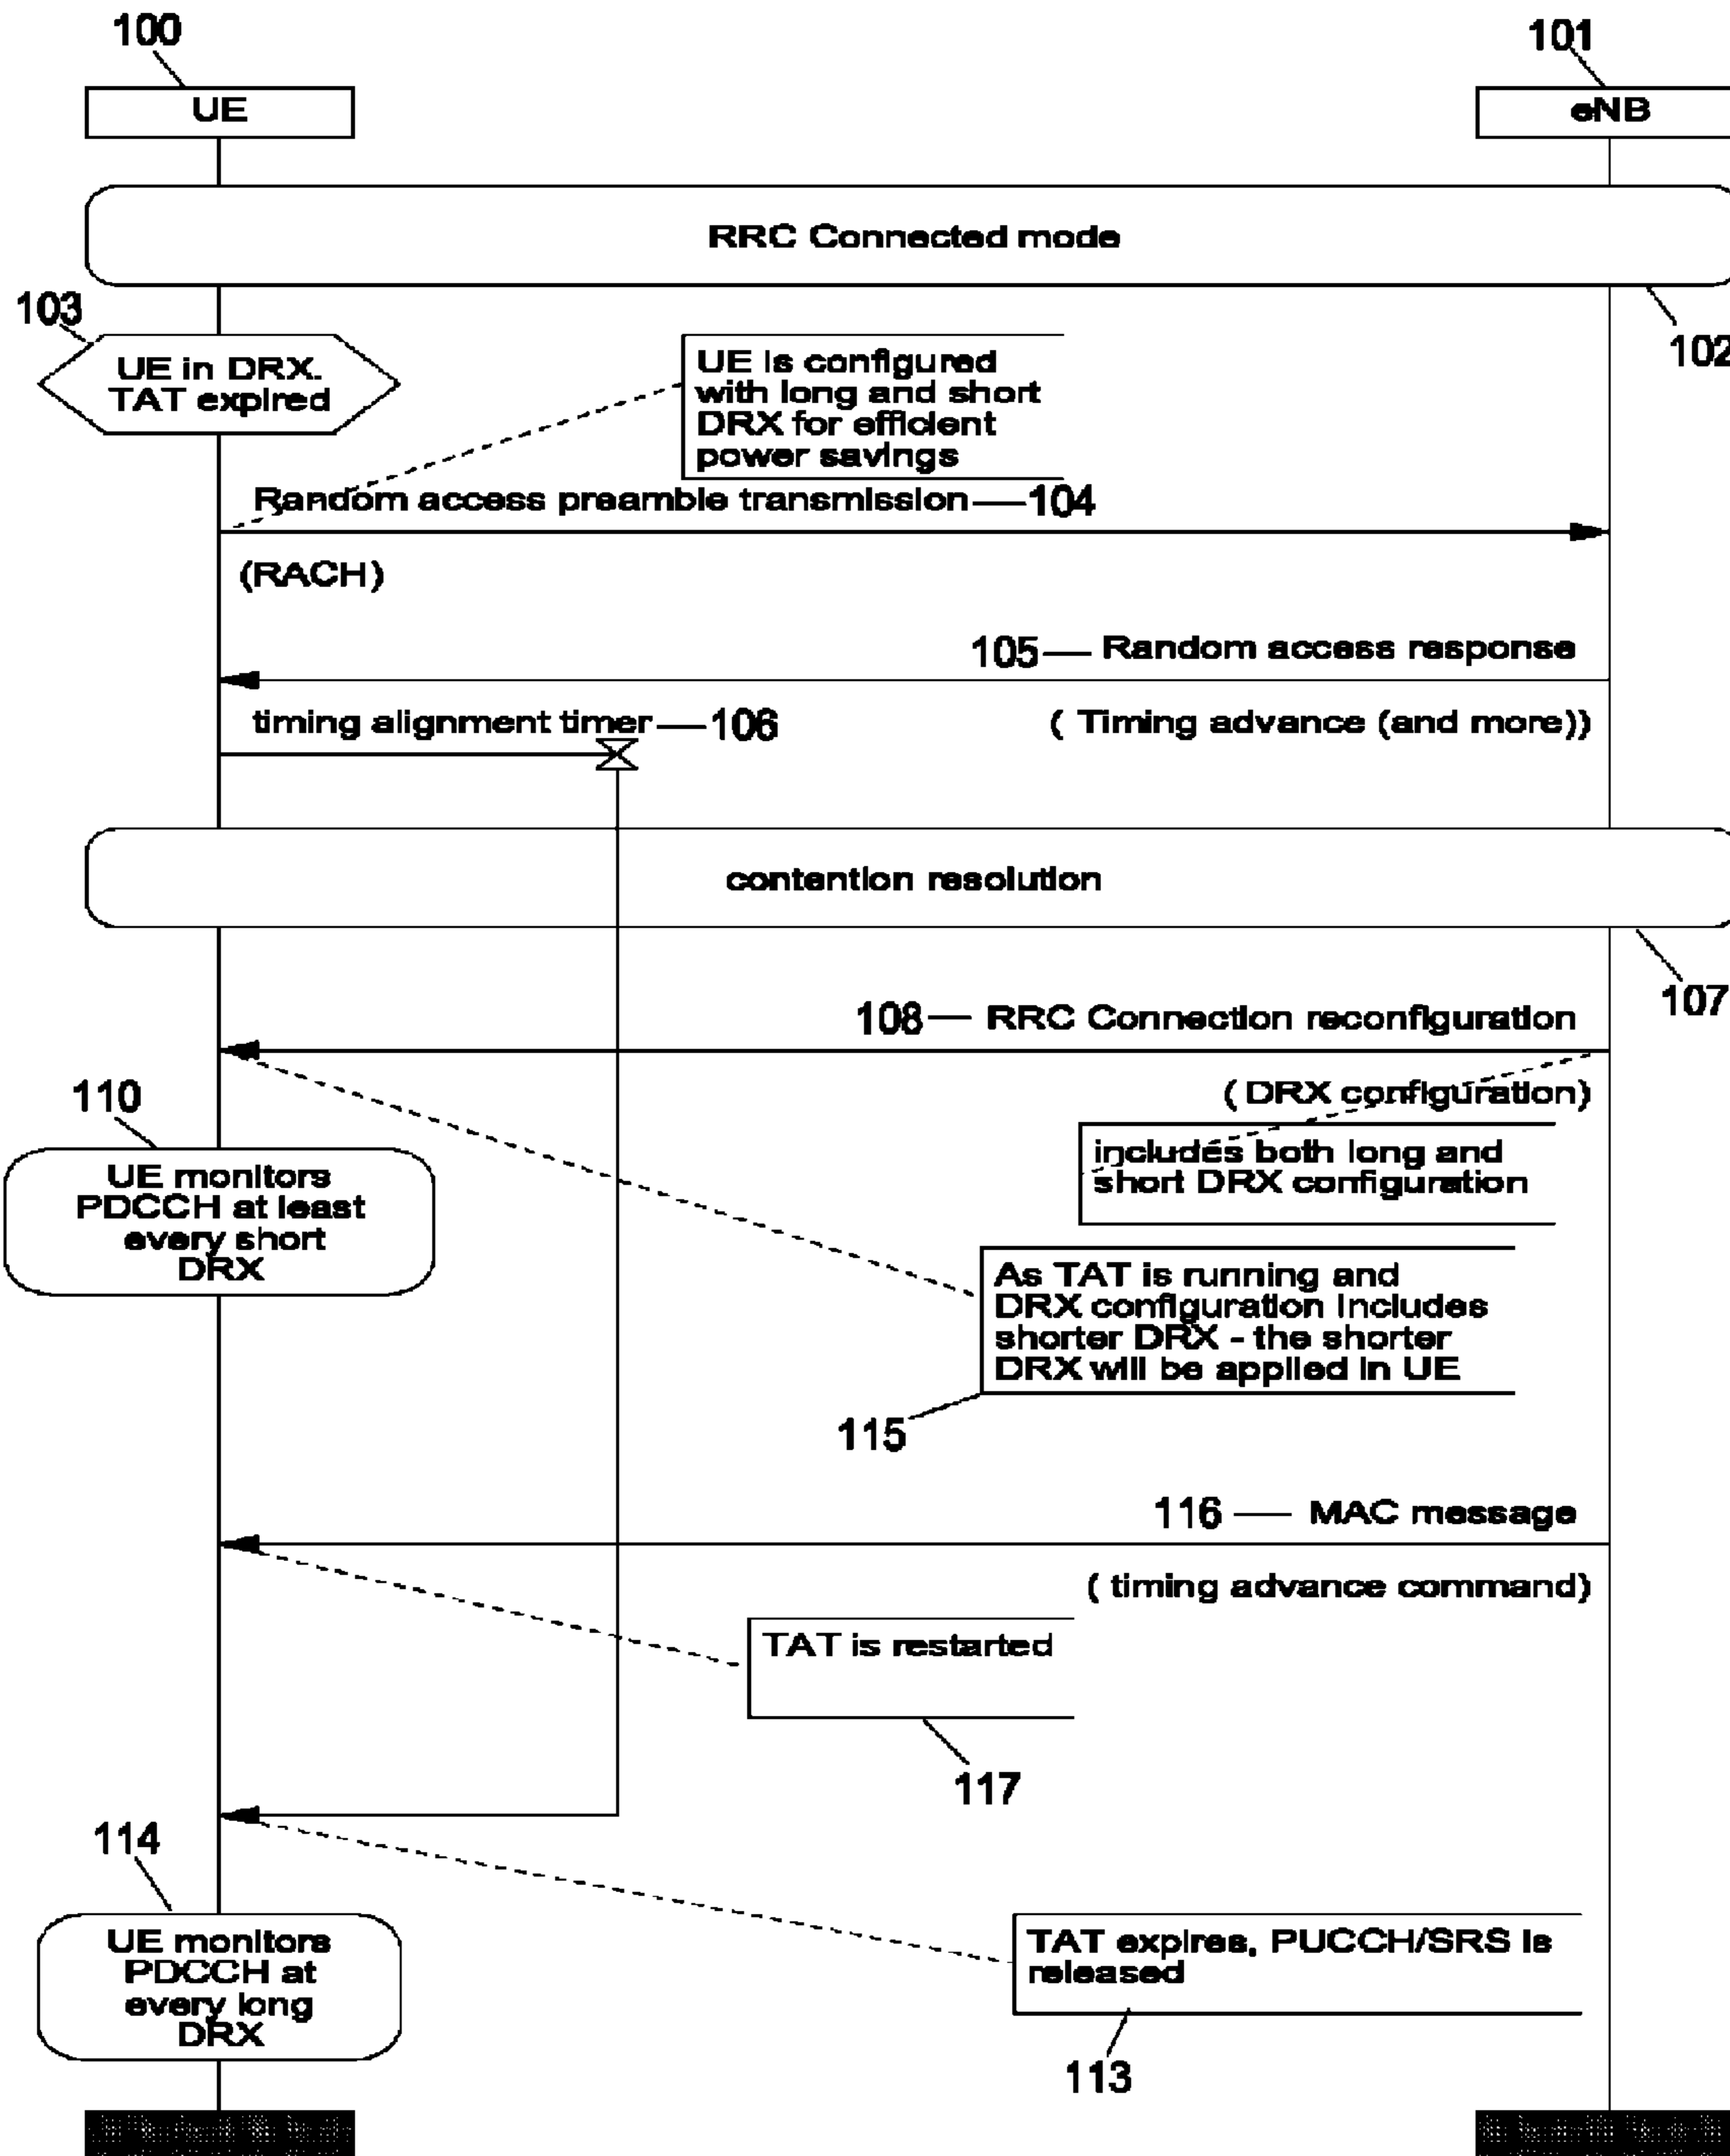 100
101
UE
eNB
RRC Connected mode
103
102
UE in DRX.
TAT expired
UE is configured
with long and short
DRX for efficient
power savings
Random access preamble transmission
104
(RACH)
105
Random access response
timing alignment timer
106
( Timing advance (and more))
contention resolution
107
108
RRC Connection reconfiguration
110
( DRX configuration)
UE monitors
PDCCH at least
every short
DRX
includes both long and
short DRX configuration
As TAT is running and
DRX configuration includes
shorter DRX - the shorter
DRX will be applied in UE
115
116
MAC message
( timing advance command)
TAT is restarted
117
114
UE monitors
PDCCH at
every long
DRX
TAT expires, PUCCH/SRS is
released
113